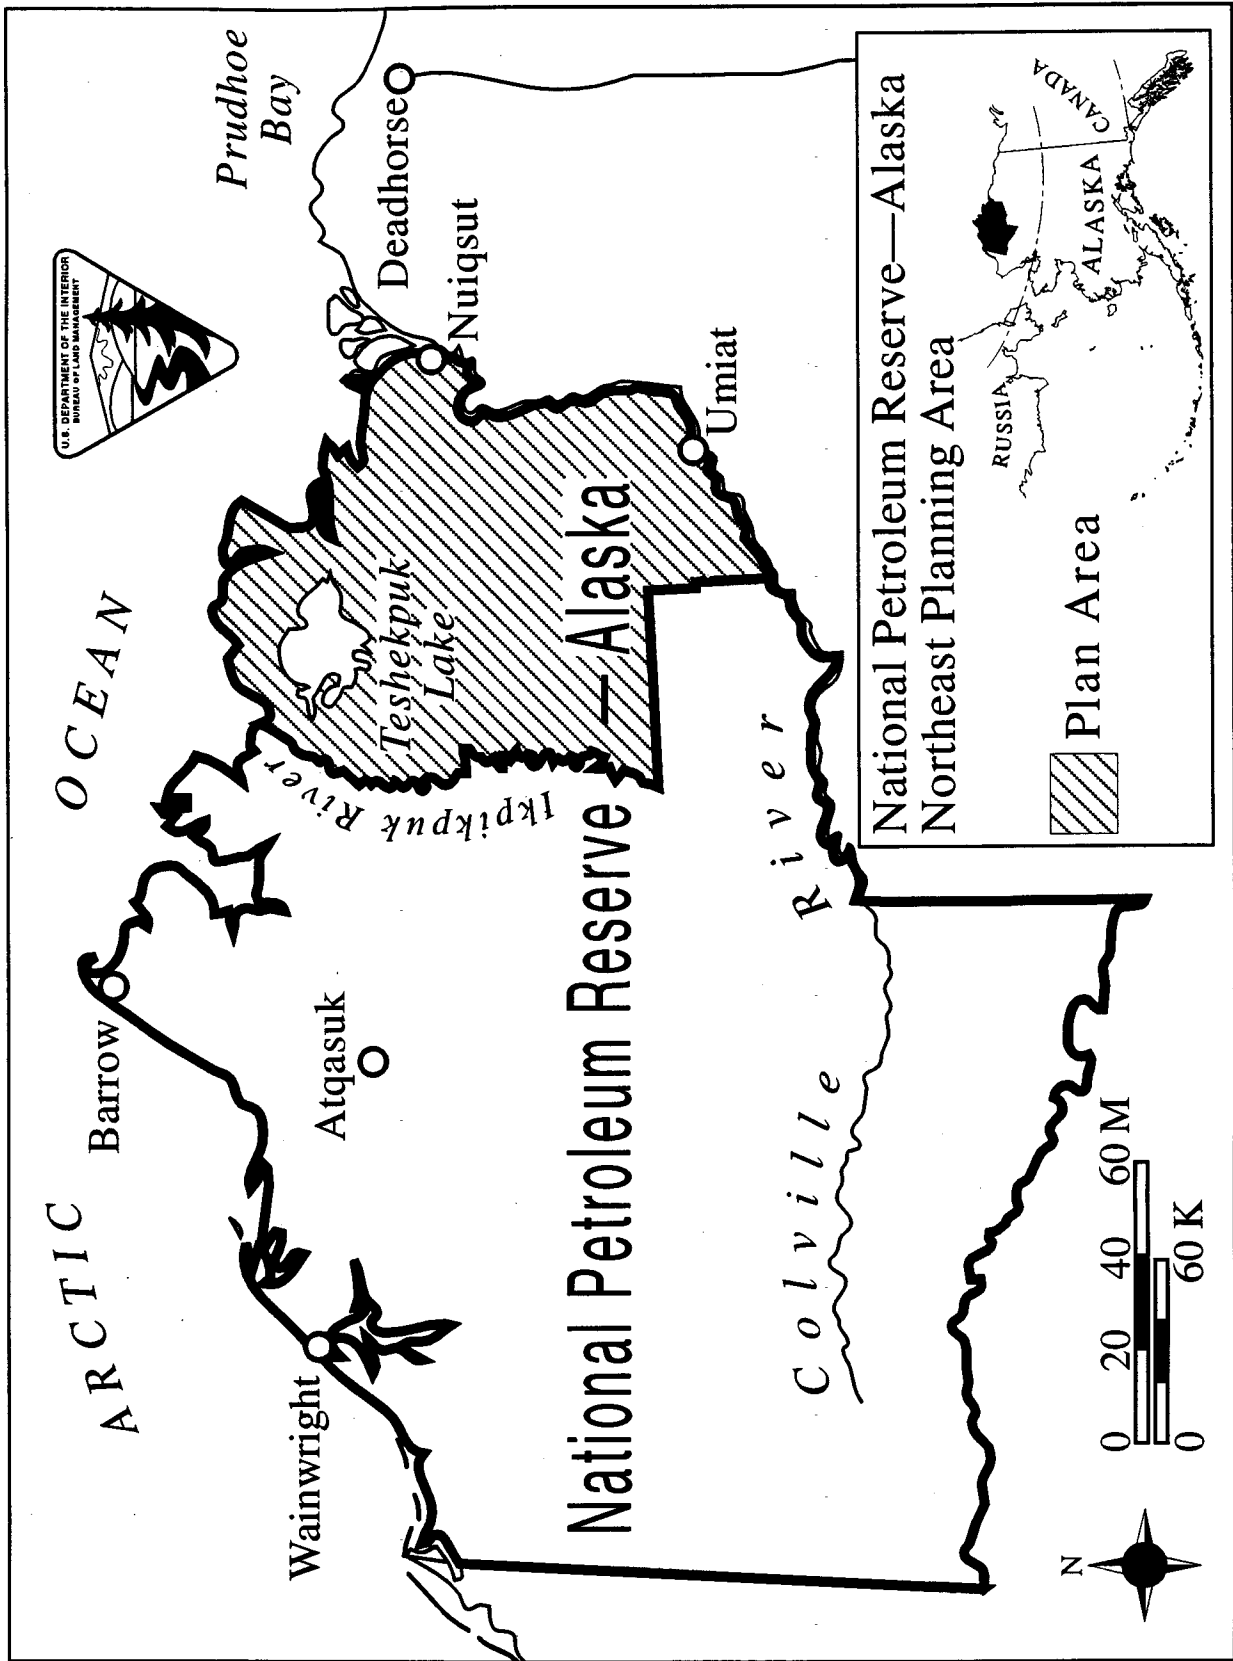 ARCTIC
OCEAN
U.S. DEPARTMENT OF THE INTERIOR
BUREAU OF LAND MANAGEMENT
Prudhoe
Bay
Barrow
Deadhorse
Nuiqsut
Wainwright
Atqasuk
Ikpikpuk River
Teshekpuk
Lake
National Petroleum Reserve — Alaska
Umiat
Colville River
National Petroleum Reserve—Alaska
Northeast Planning Area
RUSSIA
ALASKA
CANADA
Plan Area
N
0 20 40 60 M
0 60 K